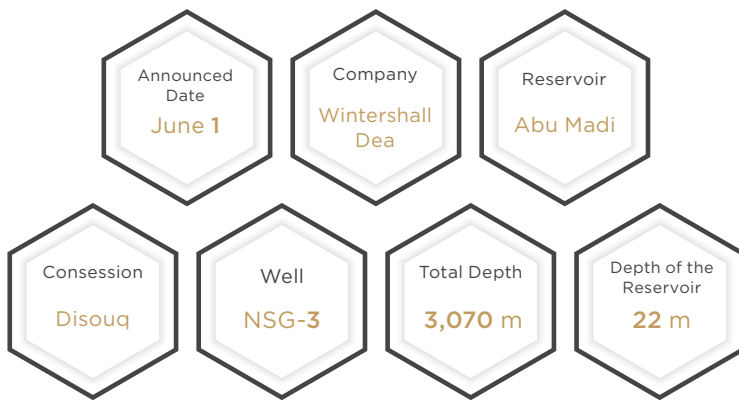 Announced
Date
June 1
Company
Wintershall
Dea
Reservoir
Abu Madi
Consession
Disouq
Well
NSG-3
Total Depth
3,070 m
Depth of the
Reservoir
22 m